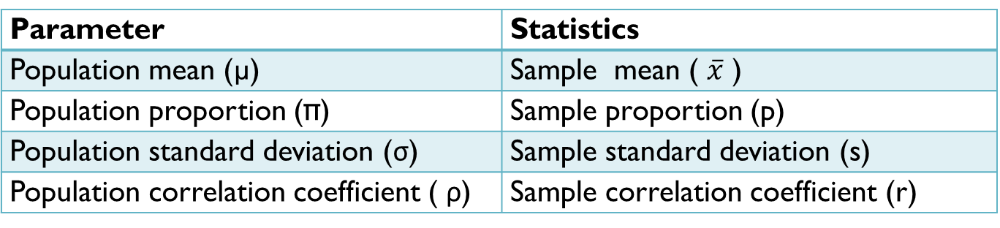 Parameter Statistics
Population mean (μ) Sample mean ( x̄ )
Population proportion (π) Sample proportion (p)
Population standard deviation (σ) Sample standard deviation (s)
Population correlation coefficient ( ρ) Sample correlation coefficient (r)